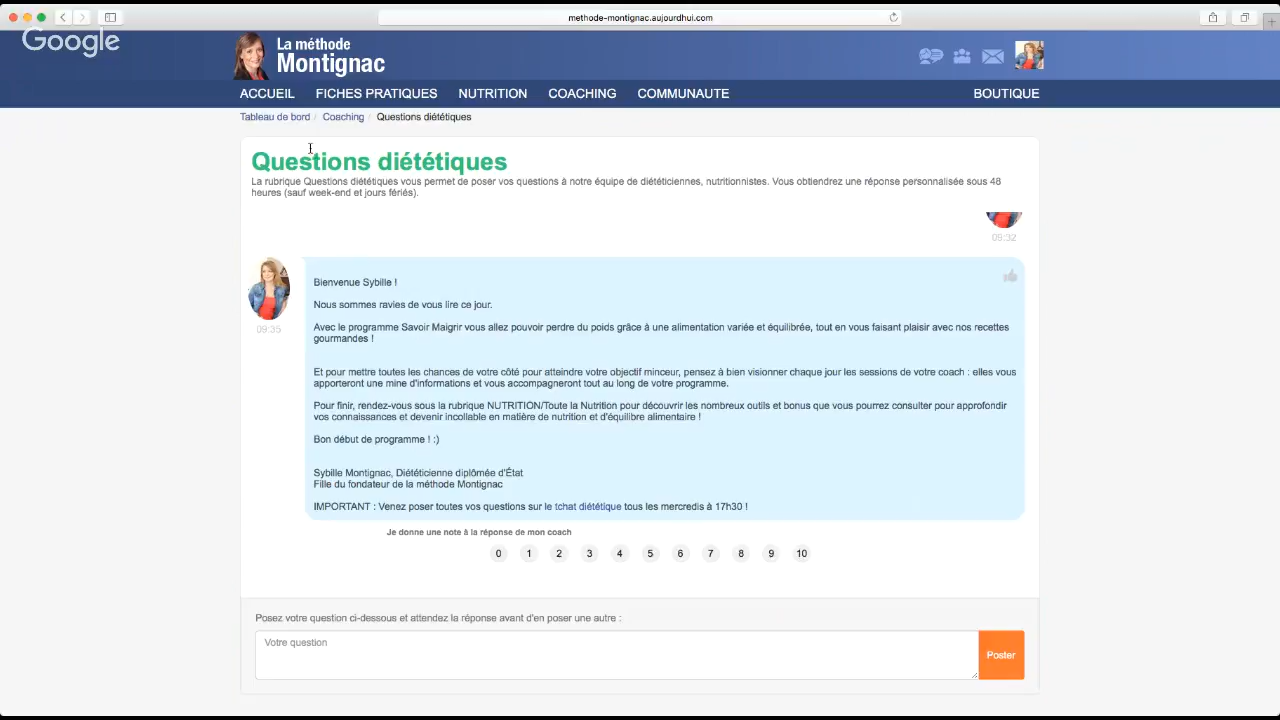 methode-montignac.aujourdhui.com
Google
La méthode
Montignac
ACCUEIL FICHES PRATIQUES NUTRITION COACHING COMMUNAUTE BOUTIQUE
Tableau de bord / Coaching / Questions diététiques
Questions diététiques
La rubrique Questions diététiques vous permet de poser vos questions à notre équipe de diététiciennes, nutritionnistes. Vous obtiendrez une réponse personnalisée sous 48
heures (sauf week-end et jours fériés).
09:32
Bienvenue Sybille !
Nous sommes ravies de vous lire ce jour.
09:35
Avec le programme Savoir Maigrir vous allez pouvoir perdre du poids grâce à une alimentation variée et équilibrée, tout en vous faisant plaisir avec nos recettes
gourmandes !
Et pour mettre toutes les chances de votre côté pour atteindre votre objectif minceur, pensez à bien visionner chaque jour les sessions de votre coach : elles vous
apporteront une mine d'informations et vous accompagneront tout au long de votre programme.
Pour finir, rendez-vous sous la rubrique NUTRITION/Toute la Nutrition pour découvrir les nombreux outils et bonus que vous pourrez consulter pour approfondir
vos connaissances et devenir incollable en matière de nutrition et d'équilibre alimentaire !
Bon début de programme ! :)
Sybille Montignac, Diététicienne diplômée d'État
Fille du fondateur de la méthode Montignac
IMPORTANT : Venez poser toutes vos questions sur le tchat diététique tous les mercredis à 17h30 !
Je donne une note à la réponse de mon coach
0 1 2 3 4 5 6 7 8 9 10
Posez votre question ci-dessous et attendez la réponse avant d'en poser une autre :
Votre question
Poster